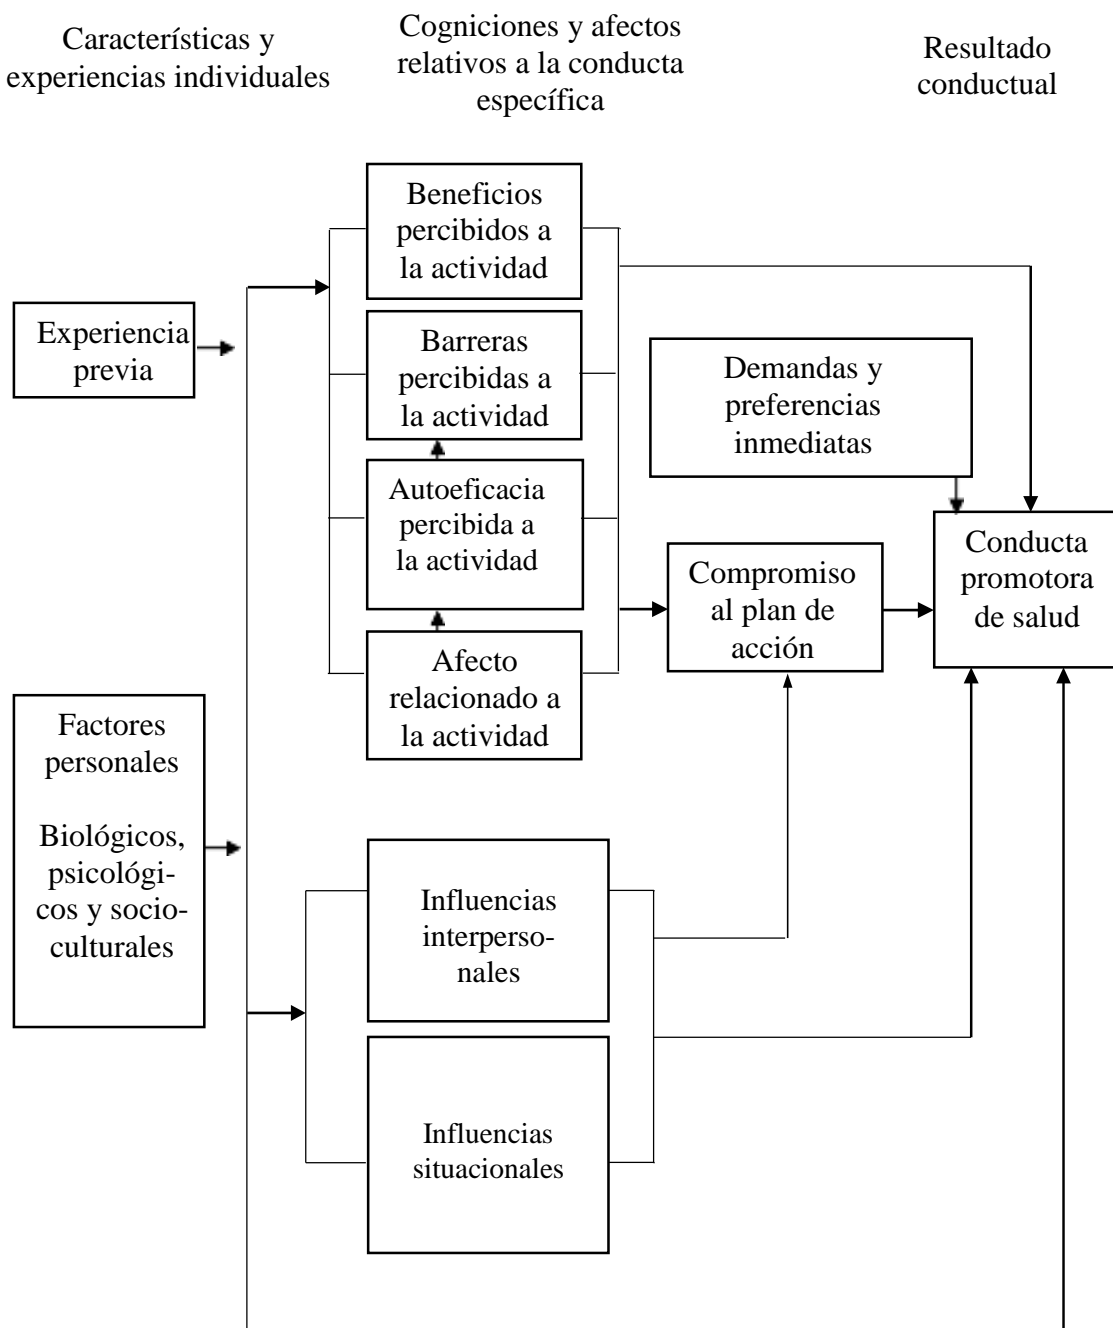 Características y
experiencias individuales
Cogniciones y afectos
relativos a la conducta
específica
Resultado
conductual
Beneficios
percibidos a
la actividad
Experiencia
previa
Barreras
percibidas a
la actividad
Demandas y
preferencias
inmediatas
Autoeficacia
percibida a
la actividad
Compromiso
al plan de
acción
Conducta
promotora
de salud
Afecto
relacionado a
la actividad
Factores
personales
Biológicos,
psicológi-
cos y socio-
culturales
Influencias
interperso-
nales
Influencias
situacionales